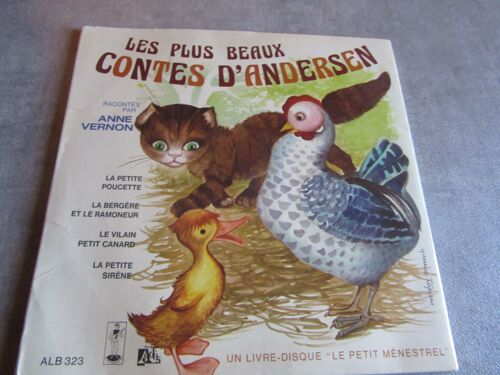 LES PLUS BEAUX
CONTES D'ANDERSEN
RACONTÉS
PAR
ANNE
VERNON
LA PETITE
POUCETTE
LA BERGÈRE
ET LE RAMONEUR
LE VILAIN
PETIT CANARD
LA PETITE
SIRÈNE
ALB 323
UN LIVRE-DISQUE "LE PETIT MÉNESTREL"